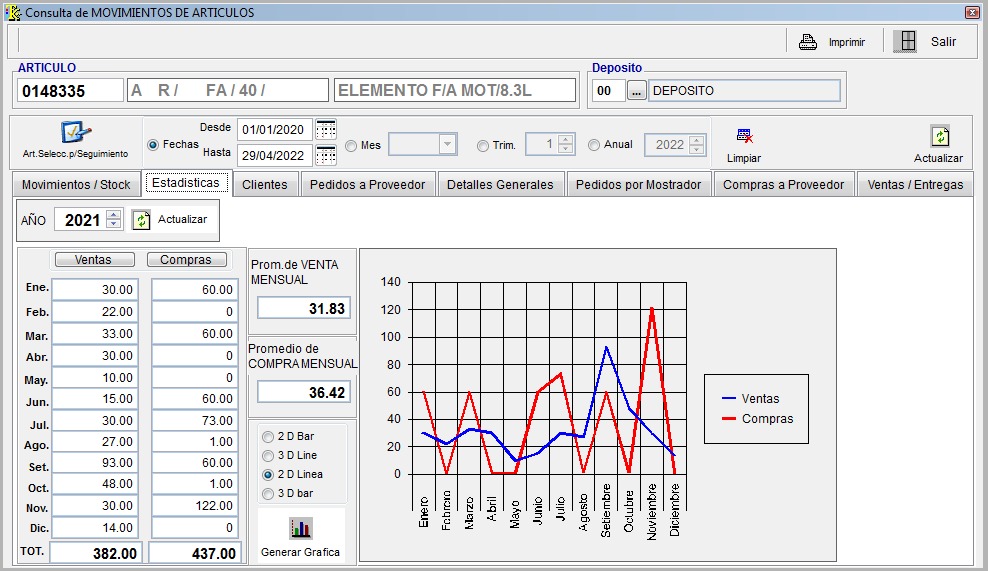 Consulta de MOVIMIENTOS DE ARTICULOS
Imprimir
Salir
ARTICULO
Deposito
0148335
A R / FA / 40 /
ELEMENTO F/A MOT/8.3L
00
...
DEPOSITO
Art.Selecc.p/Seguimiento
Fechas
Desde
01/01/2020
Hasta
29/04/2022
Mes
Trim.
1
Anual
2022
Limpiar
Actualizar
Movimientos / Stock
Estadisticas
Clientes
Pedidos a Proveedor
Detalles Generales
Pedidos por Mostrador
Compras a Proveedor
Ventas / Entregas
AÑO
2021
Actualizar
Ventas
Compras
Ene. 30.00 60.00
Feb. 22.00 0
Mar. 33.00 60.00
Abr. 30.00 0
May. 10.00 0
Jun. 15.00 60.00
Jul. 30.00 73.00
Ago. 27.00 1.00
Set. 93.00 60.00
Oct. 48.00 1.00
Nov. 30.00 122.00
Dic. 14.00 0
TOT. 382.00 437.00
Prom.de VENTA
MENSUAL
31.83
Promedio de
COMPRA MENSUAL
36.42
2 D Bar
3 D Line
2 D Linea
3 D bar
Generar Grafica
140
120
100
80
60
40
20
0
Enero
Febrero
Marzo
Abril
Mayo
Junio
Julio
Agosto
Setiembre
Octubre
Noviembre
Diciembre
Ventas
Compras